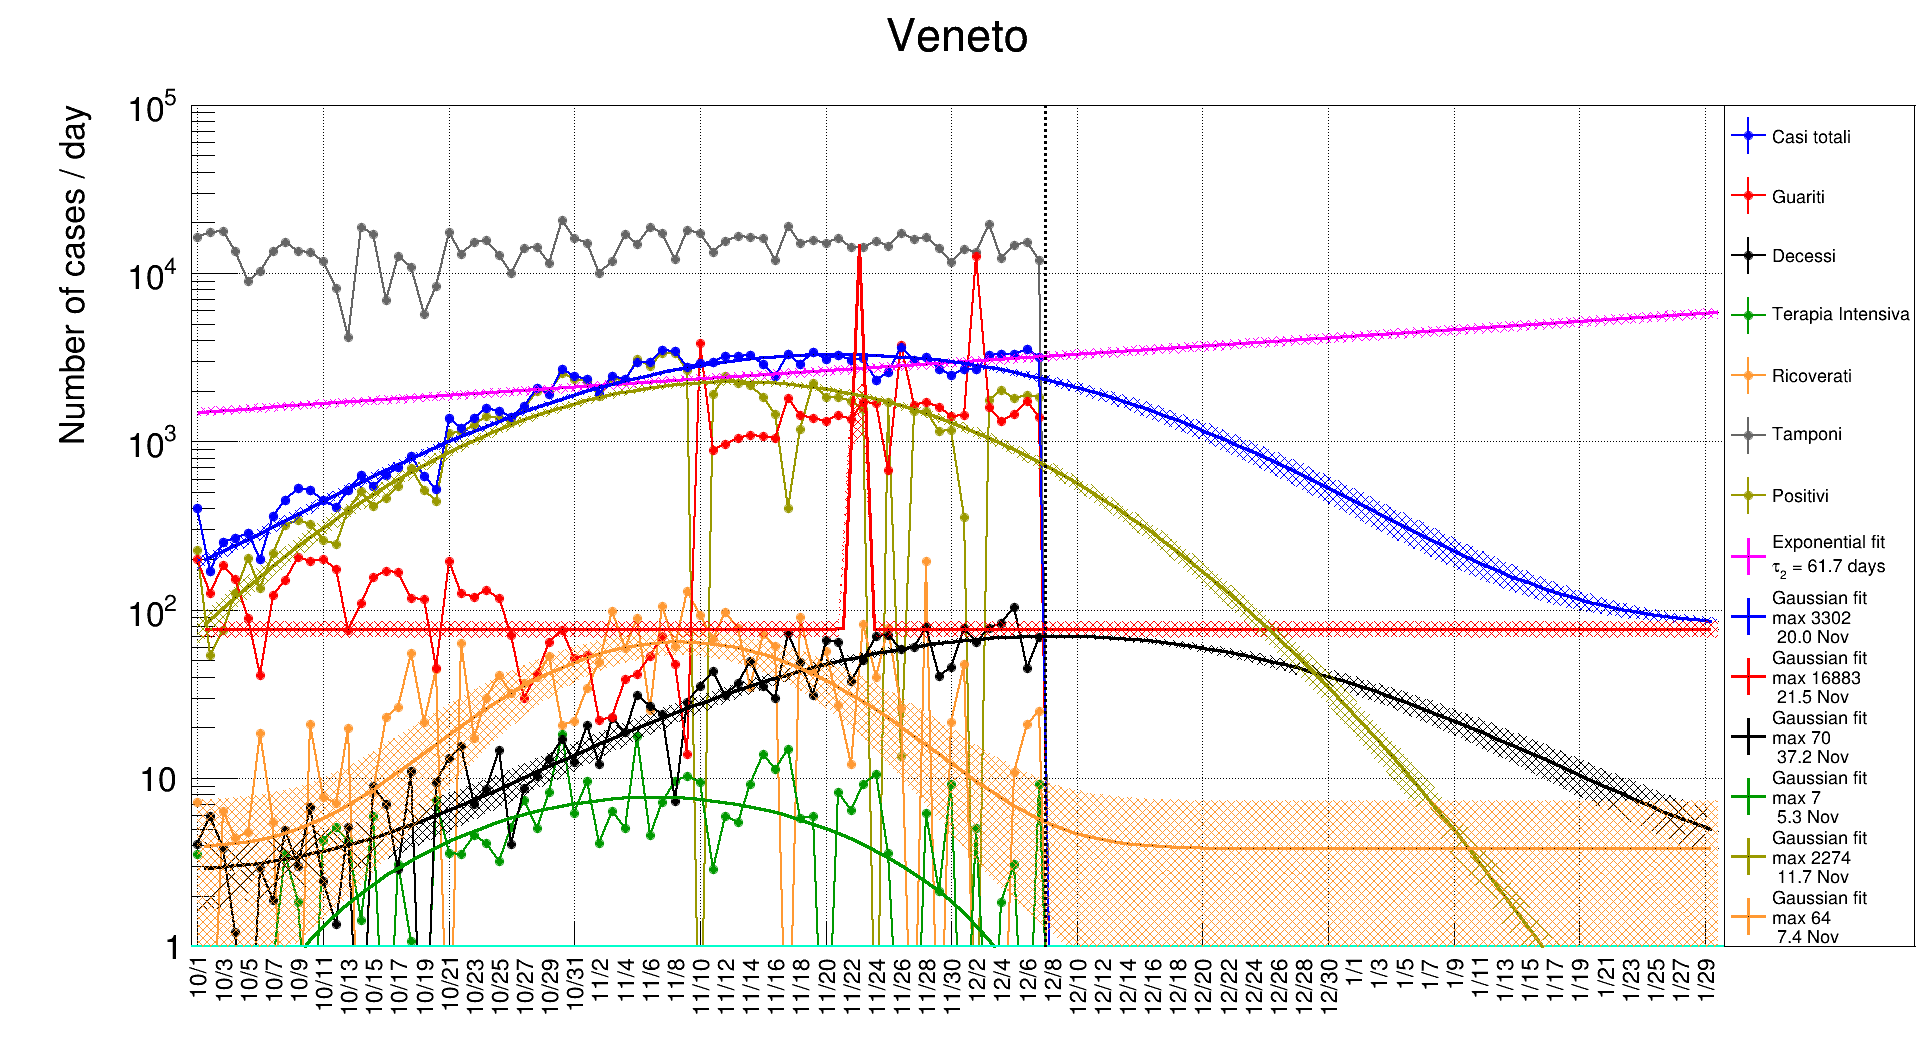 Veneto
Number of cases / day
10^5
10^4
10^3
10^2
10
1
10/1 10/3 10/5 10/7 10/9 10/11 10/13 10/15 10/17 10/19 10/21 10/23 10/25 10/27 10/29 10/31 11/2 11/4 11/6 11/8 11/10 11/12 11/14 11/16 11/18 11/20 11/22 11/24 11/26 11/28 11/30 12/2 12/4 12/6 12/8 12/10 12/12 12/14 12/16 12/18 12/20 12/22 12/24 12/26 12/28 12/30 1/1 1/3 1/5 1/7 1/9 1/11 1/13 1/15 1/17 1/19 1/21 1/23 1/25 1/27 1/29
Casi totali
Guariti
Decessi
Terapia Intensiva
Ricoverati
Tamponi
Positivi
Exponential fit
τ2 = 61.7 days
Gaussian fit
max 3302
20.0 Nov
Gaussian fit
max 16883
21.5 Nov
Gaussian fit
max 70
37.2 Nov
Gaussian fit
max 7
5.3 Nov
Gaussian fit
max 2274
11.7 Nov
Gaussian fit
max 64
7.4 Nov